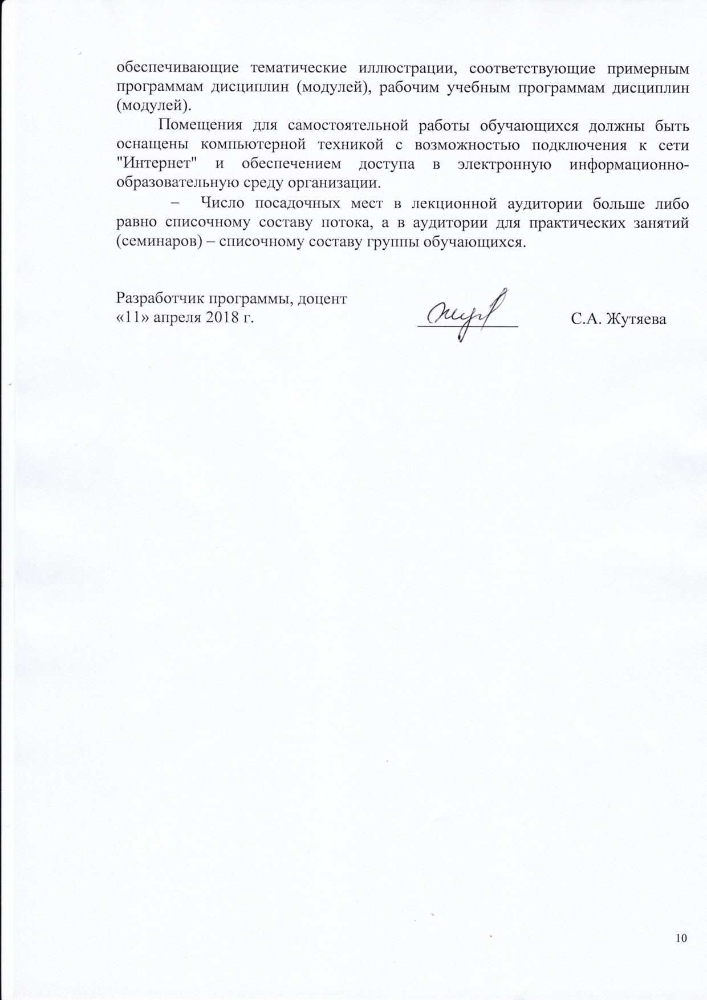 обеспечивающие тематические иллюстрации, соответствующие примерным
программам дисциплин (модулей), рабочим учебным программам дисциплин
(модулей).
Помещения для самостоятельной работы обучающихся должны быть
оснащены компьютерной техникой с возможностью подключения к сети
"Интернет" и обеспечением доступа в электронную информационно-
образовательную среду организации.
– Число посадочных мест в лекционной аудитории больше либо
равно списочному составу потока, а в аудитории для практических занятий
(семинаров) – списочному составу группы обучающихся.
Разработчик программы, доцент
«11» апреля 2018 г. С.А. Жутяева
10